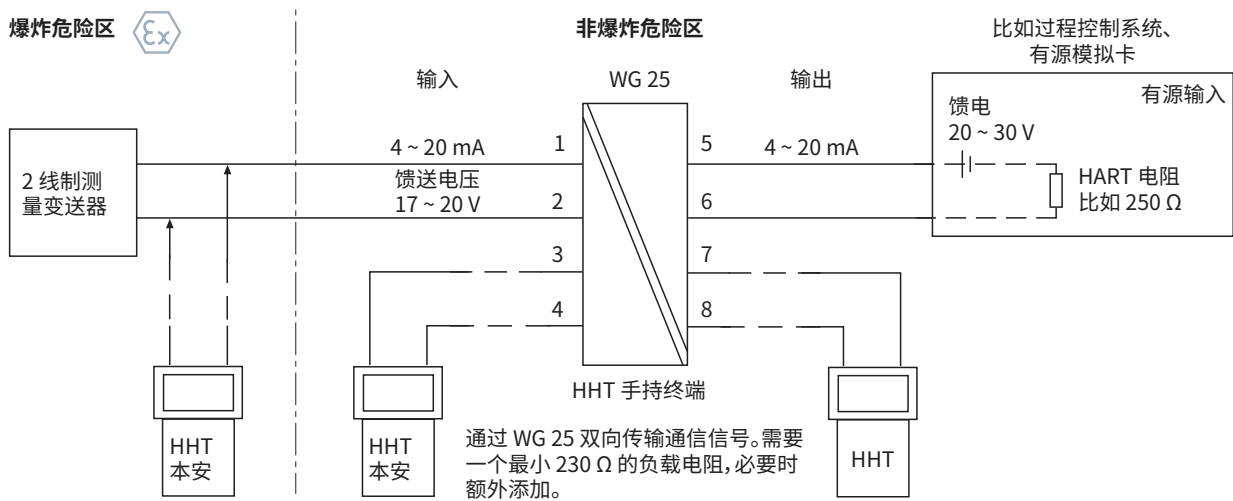 爆炸危险区
Ex
非爆炸危险区
比如过程控制系统、
有源模拟卡
输入
WG 25
输出
有源输入
馈电
20 ~ 30 V
2 线制测
量变送器
4 ~ 20 mA
1
5
4 ~ 20 mA
馈送电压
17 ~ 20 V
2
6
HART 电阻
比如 250 Ω
3
7
4
8
HHT 手持终端
HHT
本安
HHT
本安
通过 WG 25 双向传输通信信号。需要
一个最小 230 Ω 的负载电阻，必要时
额外添加。
HHT